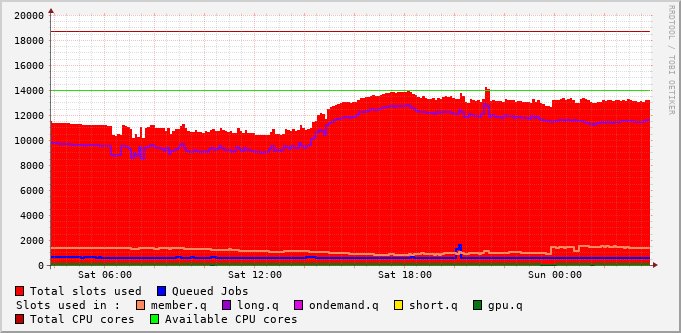 20000
18000
16000
14000
12000
10000
8000
6000
4000
2000
0
Sat 06:00 Sat 12:00 Sat 18:00 Sun 00:00
Total slots used Queued Jobs
Slots used in : member.q long.q ondemand.q short.q gpu.q
Total CPU cores Available CPU cores
RRDTOOL / TOBI OETIKER